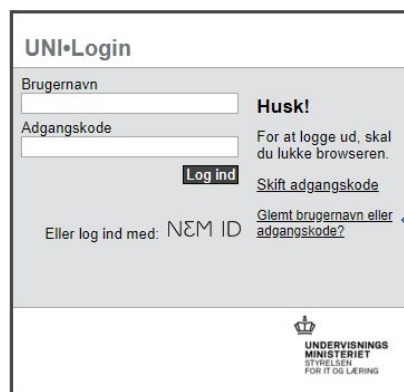 UNI•Login
Brugernavn
Adgangskode
Log ind
Eller log ind med: NEM ID
Husk!
For at logge ud, skal
du lukke browseren.
Skift adgangskode
Glemt brugernavn eller
adgangskode?
UNDERVISNINGS
MINISTERIET
STYRELSEN
FOR IT OG LÆRING